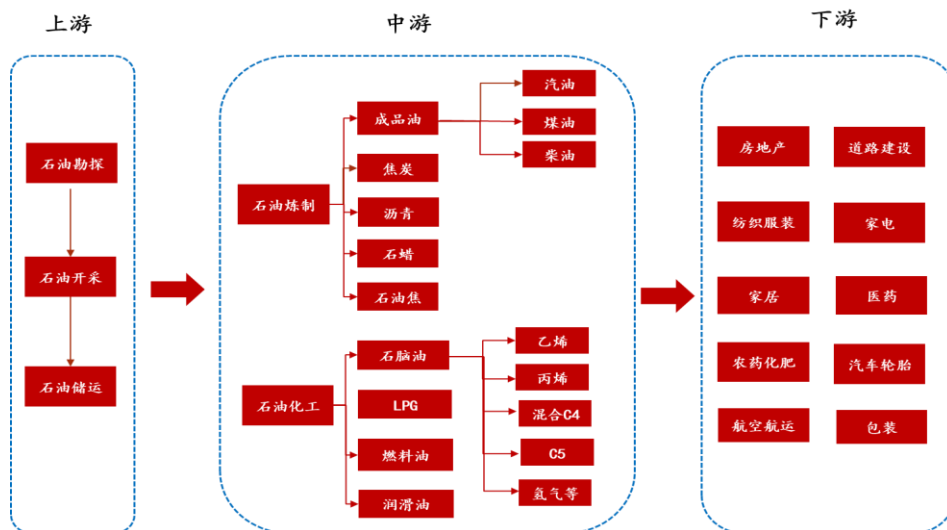 上游
中游
下游
石油勘探
石油开采
石油储运
石油炼制
成品油
焦炭
沥青
石蜡
石油焦
汽油
煤油
柴油
石油化工
石脑油
LPG
燃料油
润滑油
乙烯
丙烯
混合C4
C5
氢气等
房地产
道路建设
纺织服装
家电
家居
医药
农药化肥
汽车轮胎
航空航运
包装